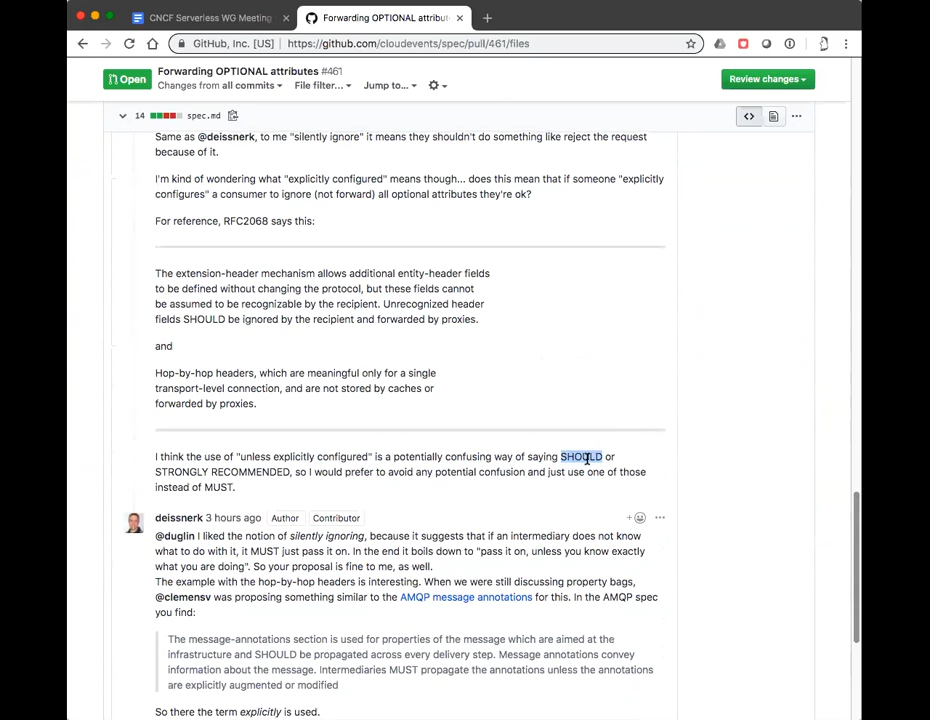 CNCF Serverless WG Meeting
Forwarding OPTIONAL attribut
GitHub, Inc. [US] | https://github.com/cloudevents/spec/pull/461/files
Open
Forwarding OPTIONAL attributes #461
Changes from all commits
File filter...
Jump to...
Review changes
14
spec.md
Same as @deissnerk, to me "silently ignore" it means they shouldn't do something like reject the request
because of it.
I'm kind of wondering what "explicitly configured" means though... does this mean that if someone "explicitly
configures" a consumer to ignore (not forward) all optional attributes they're ok?
For reference, RFC2068 says this:
The extension-header mechanism allows additional entity-header fields
to be defined without changing the protocol, but these fields cannot
be assumed to be recognizable by the recipient. Unrecognized header
fields SHOULD be ignored by the recipient and forwarded by proxies.
and
Hop-by-hop headers, which are meaningful only for a single
transport-level connection, and are not stored by caches or
forwarded by proxies.
I think the use of "unless explicitly configured" is a potentially confusing way of saying SHOULD or
STRONGLY RECOMMENDED, so I would prefer to avoid any potential confusion and just use one of those
instead of MUST.
deissnerk 3 hours ago Author Contributor
@duglin I liked the notion of silently ignoring, because it suggests that if an intermediary does not know
what to do with it, it MUST just pass it on. In the end it boils down to "pass it on, unless you know exactly
what you are doing". So your proposal is fine to me, as well.
The example with the hop-by-hop headers is interesting. When we were still discussing property bags,
@clemensv was proposing something similar to the AMQP message annotations for this. In the AMQP spec
you find:
The message-annotations section is used for properties of the message which are aimed at the
infrastructure and SHOULD be propagated across every delivery step. Message annotations convey
information about the message. Intermediaries MUST propagate the annotations unless the annotations
are explicitly augmented or modified
So there the term explicitly is used.